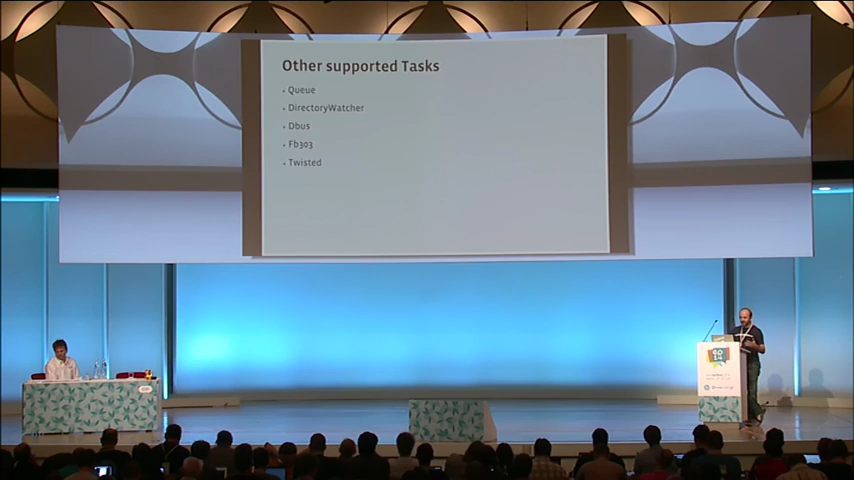 Other supported Tasks
• Queue
• DirectoryWatcher
• Dbus
• Fb303
• Twisted